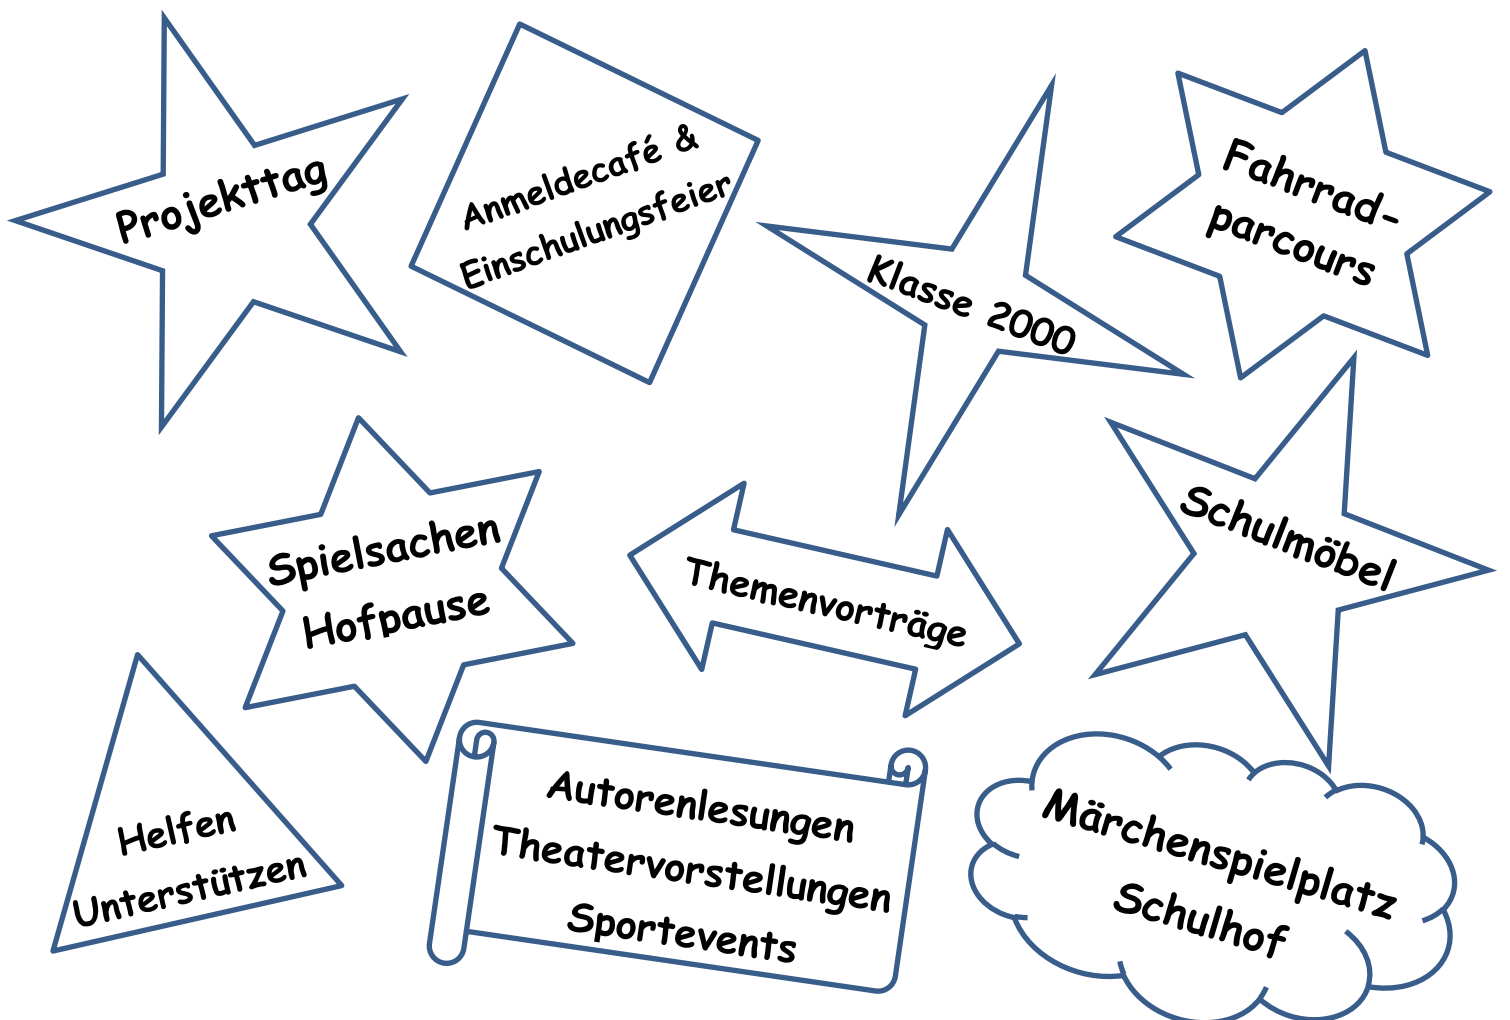 Projekttag
Anmeldecafé &
Einschulungsfeier
Klasse 2000
Fahrrad-
parcours
Spielsachen
Hofpause
Themenvorträge
Schulmöbel
Helfen
Unterstützen
Autorenlesungen
Theatervorstellungen
Sportevents
Märchenspielplatz
Schulhof